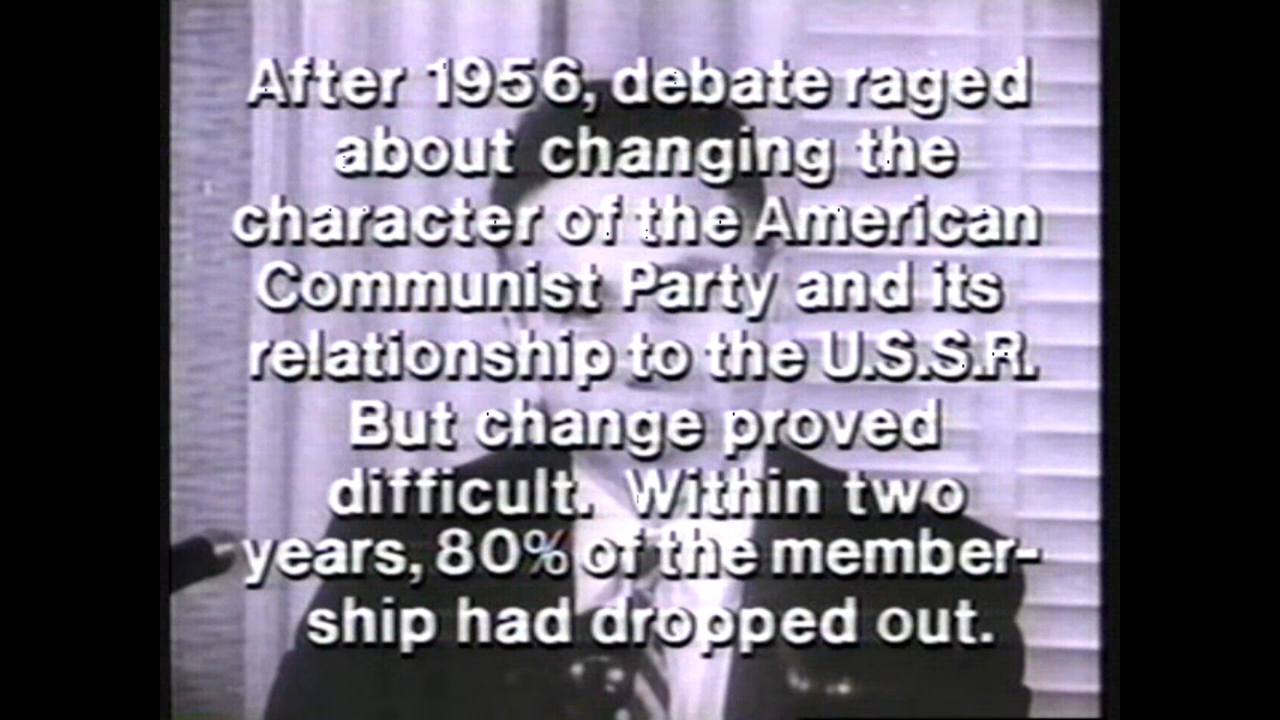 After 1956, debate raged
about changing the
character of the American
Communist Party and its
relationship to the U.S.S.R.
But change proved
difficult. Within two
years, 80% of the member-
ship had dropped out.